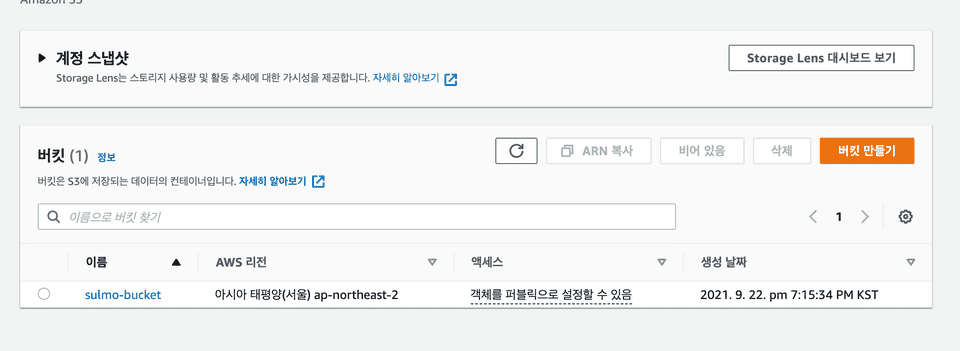 Amazon S3
계정 스냅샷
Storage Lens 대시보드 보기
Storage Lens는 스토리지 사용량 및 활동 추세에 대한 가시성을 제공합니다. 자세히 알아보기
버킷 (1) 정보
ARN 복사
비어 있음
삭제
버킷 만들기
버킷은 S3에 저장되는 데이터의 컨테이너입니다. 자세히 알아보기
이름으로 버킷 찾기
1
이름 AWS 리전 액세스 생성 날짜
sulmo-bucket 아시아 태평양(서울) ap-northeast-2 객체를 퍼블릭으로 설정할 수 있음 2021. 9. 22. pm 7:15:34 PM KST